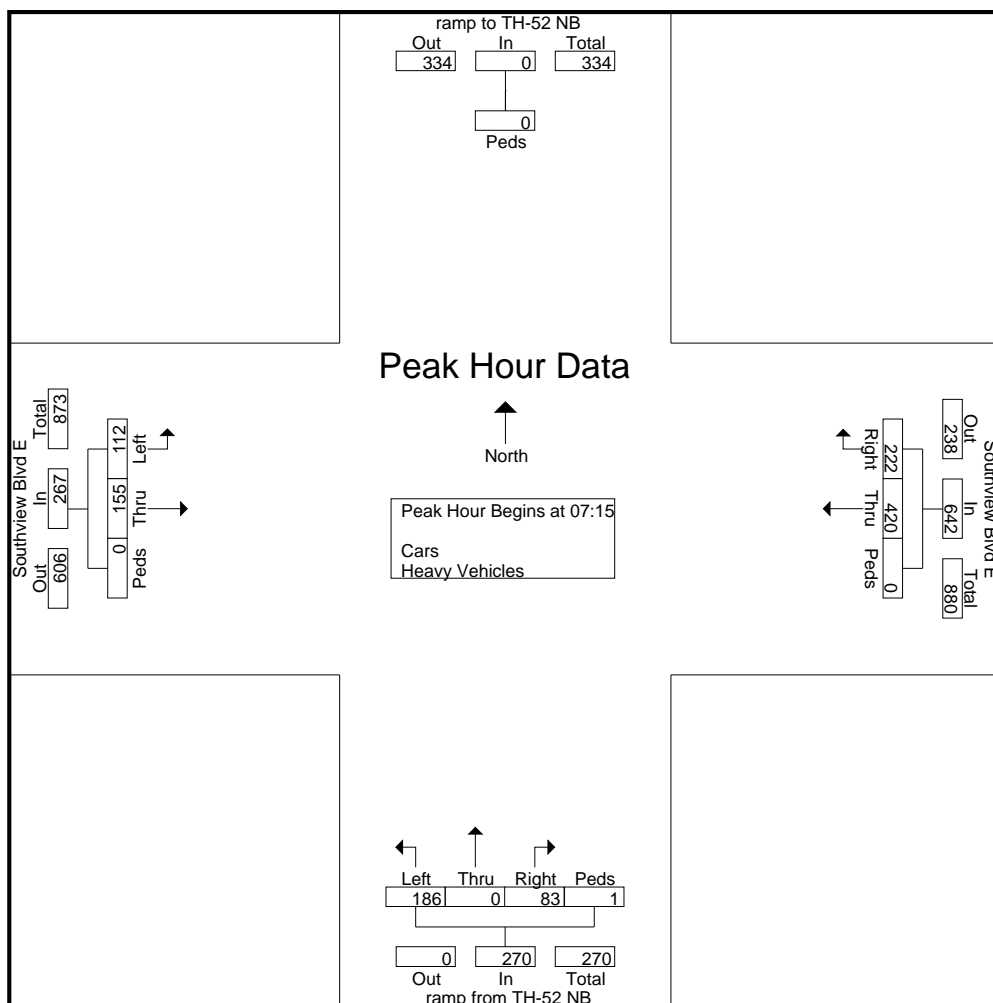 ramp to TH-52 NB
Out In Total
334 0 334
0
Peds
Peak Hour Data
North
Peak Hour Begins at 07:15
Cars
Heavy Vehicles
Southview Blvd E
Out In Total
606 267 873
0 155 112
Peds Thru Left
Southview Blvd E
Out In Total
238 642 880
222 420 0
Right Thru Peds
Left Thru Right Peds
186 0 83 1
0 270 270
Out In Total
ramp from TH-52 NB